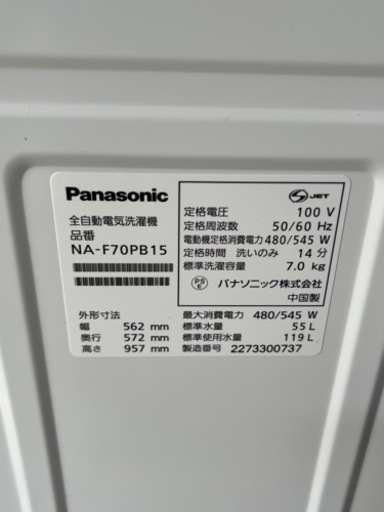 Panasonic
全自動電気洗濯機
品番
NA-F70PB15
外形寸法
幅 562 mm
奥行 572 mm
高さ 957 mm
S JET
定格電圧 100 V
定格周波数 50/60 Hz
電動機定格消費電力 480/545 W
定格時間 洗いのみ 14 分
標準洗濯容量 7.0 kg
PS E パナソニック株式会社
中国製
最大消費電力 480/545 W
標準水量 55 L
標準使用水量 119 L
製造番号 2273300737